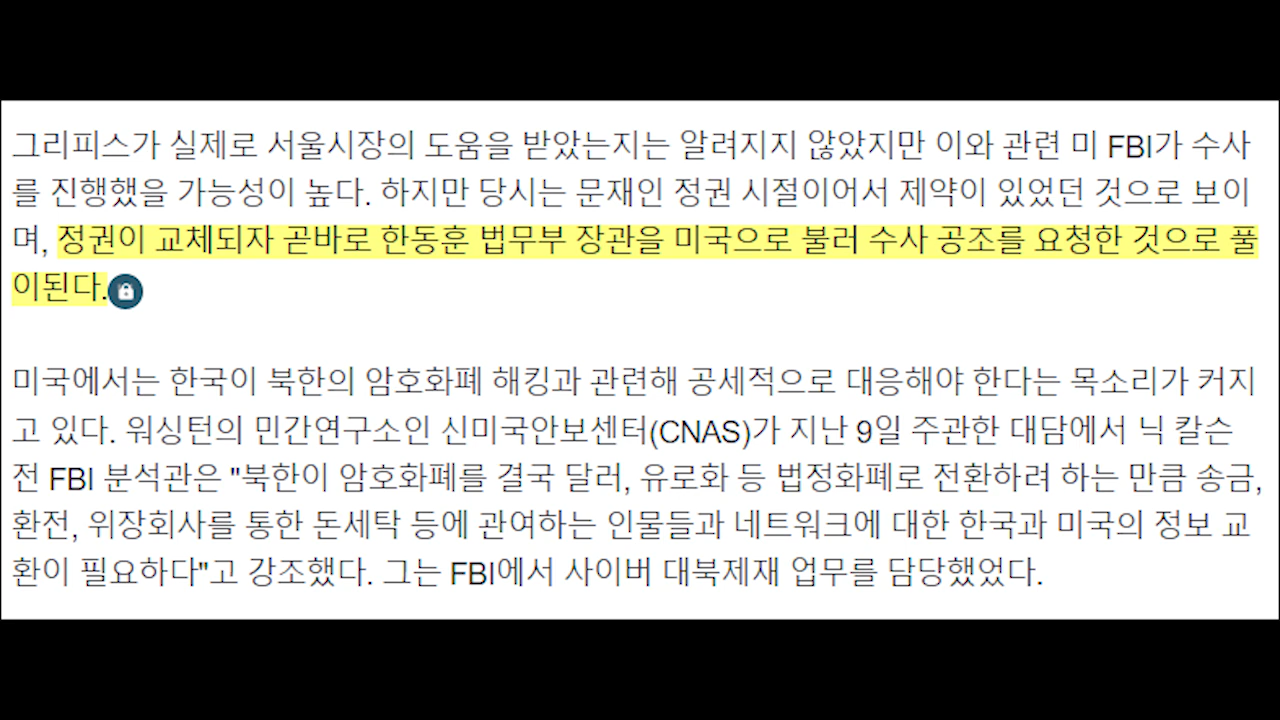 그리피스가 실제로 서울시장의 도움을 받았는지는 알려지지 않았지만 이와 관련 미 FBI가 수사
를 진행했을 가능성이 높다. 하지만 당시는 문재인 정권 시절이어서 제약이 있었던 것으로 보이
며, 정권이 교체되자 곧바로 한동훈 법무부 장관을 미국으로 불러 수사 공조를 요청한 것으로 풀
이된다.
미국에서는 한국이 북한의 암호화폐 해킹과 관련해 공세적으로 대응해야 한다는 목소리가 커지
고 있다. 워싱턴의 민간연구소인 신미국안보센터(CNAS)가 지난 9일 주관한 대담에서 닉 칼슨
전 FBI 분석관은 "북한이 암호화폐를 결국 달러, 유로화 등 법정화폐로 전환하려 하는 만큼 송금,
환전, 위장회사를 통한 돈세탁 등에 관여하는 인물들과 네트워크에 대한 한국과 미국의 정보 교
환이 필요하다"고 강조했다. 그는 FBI에서 사이버 대북제재 업무를 담당했었다.